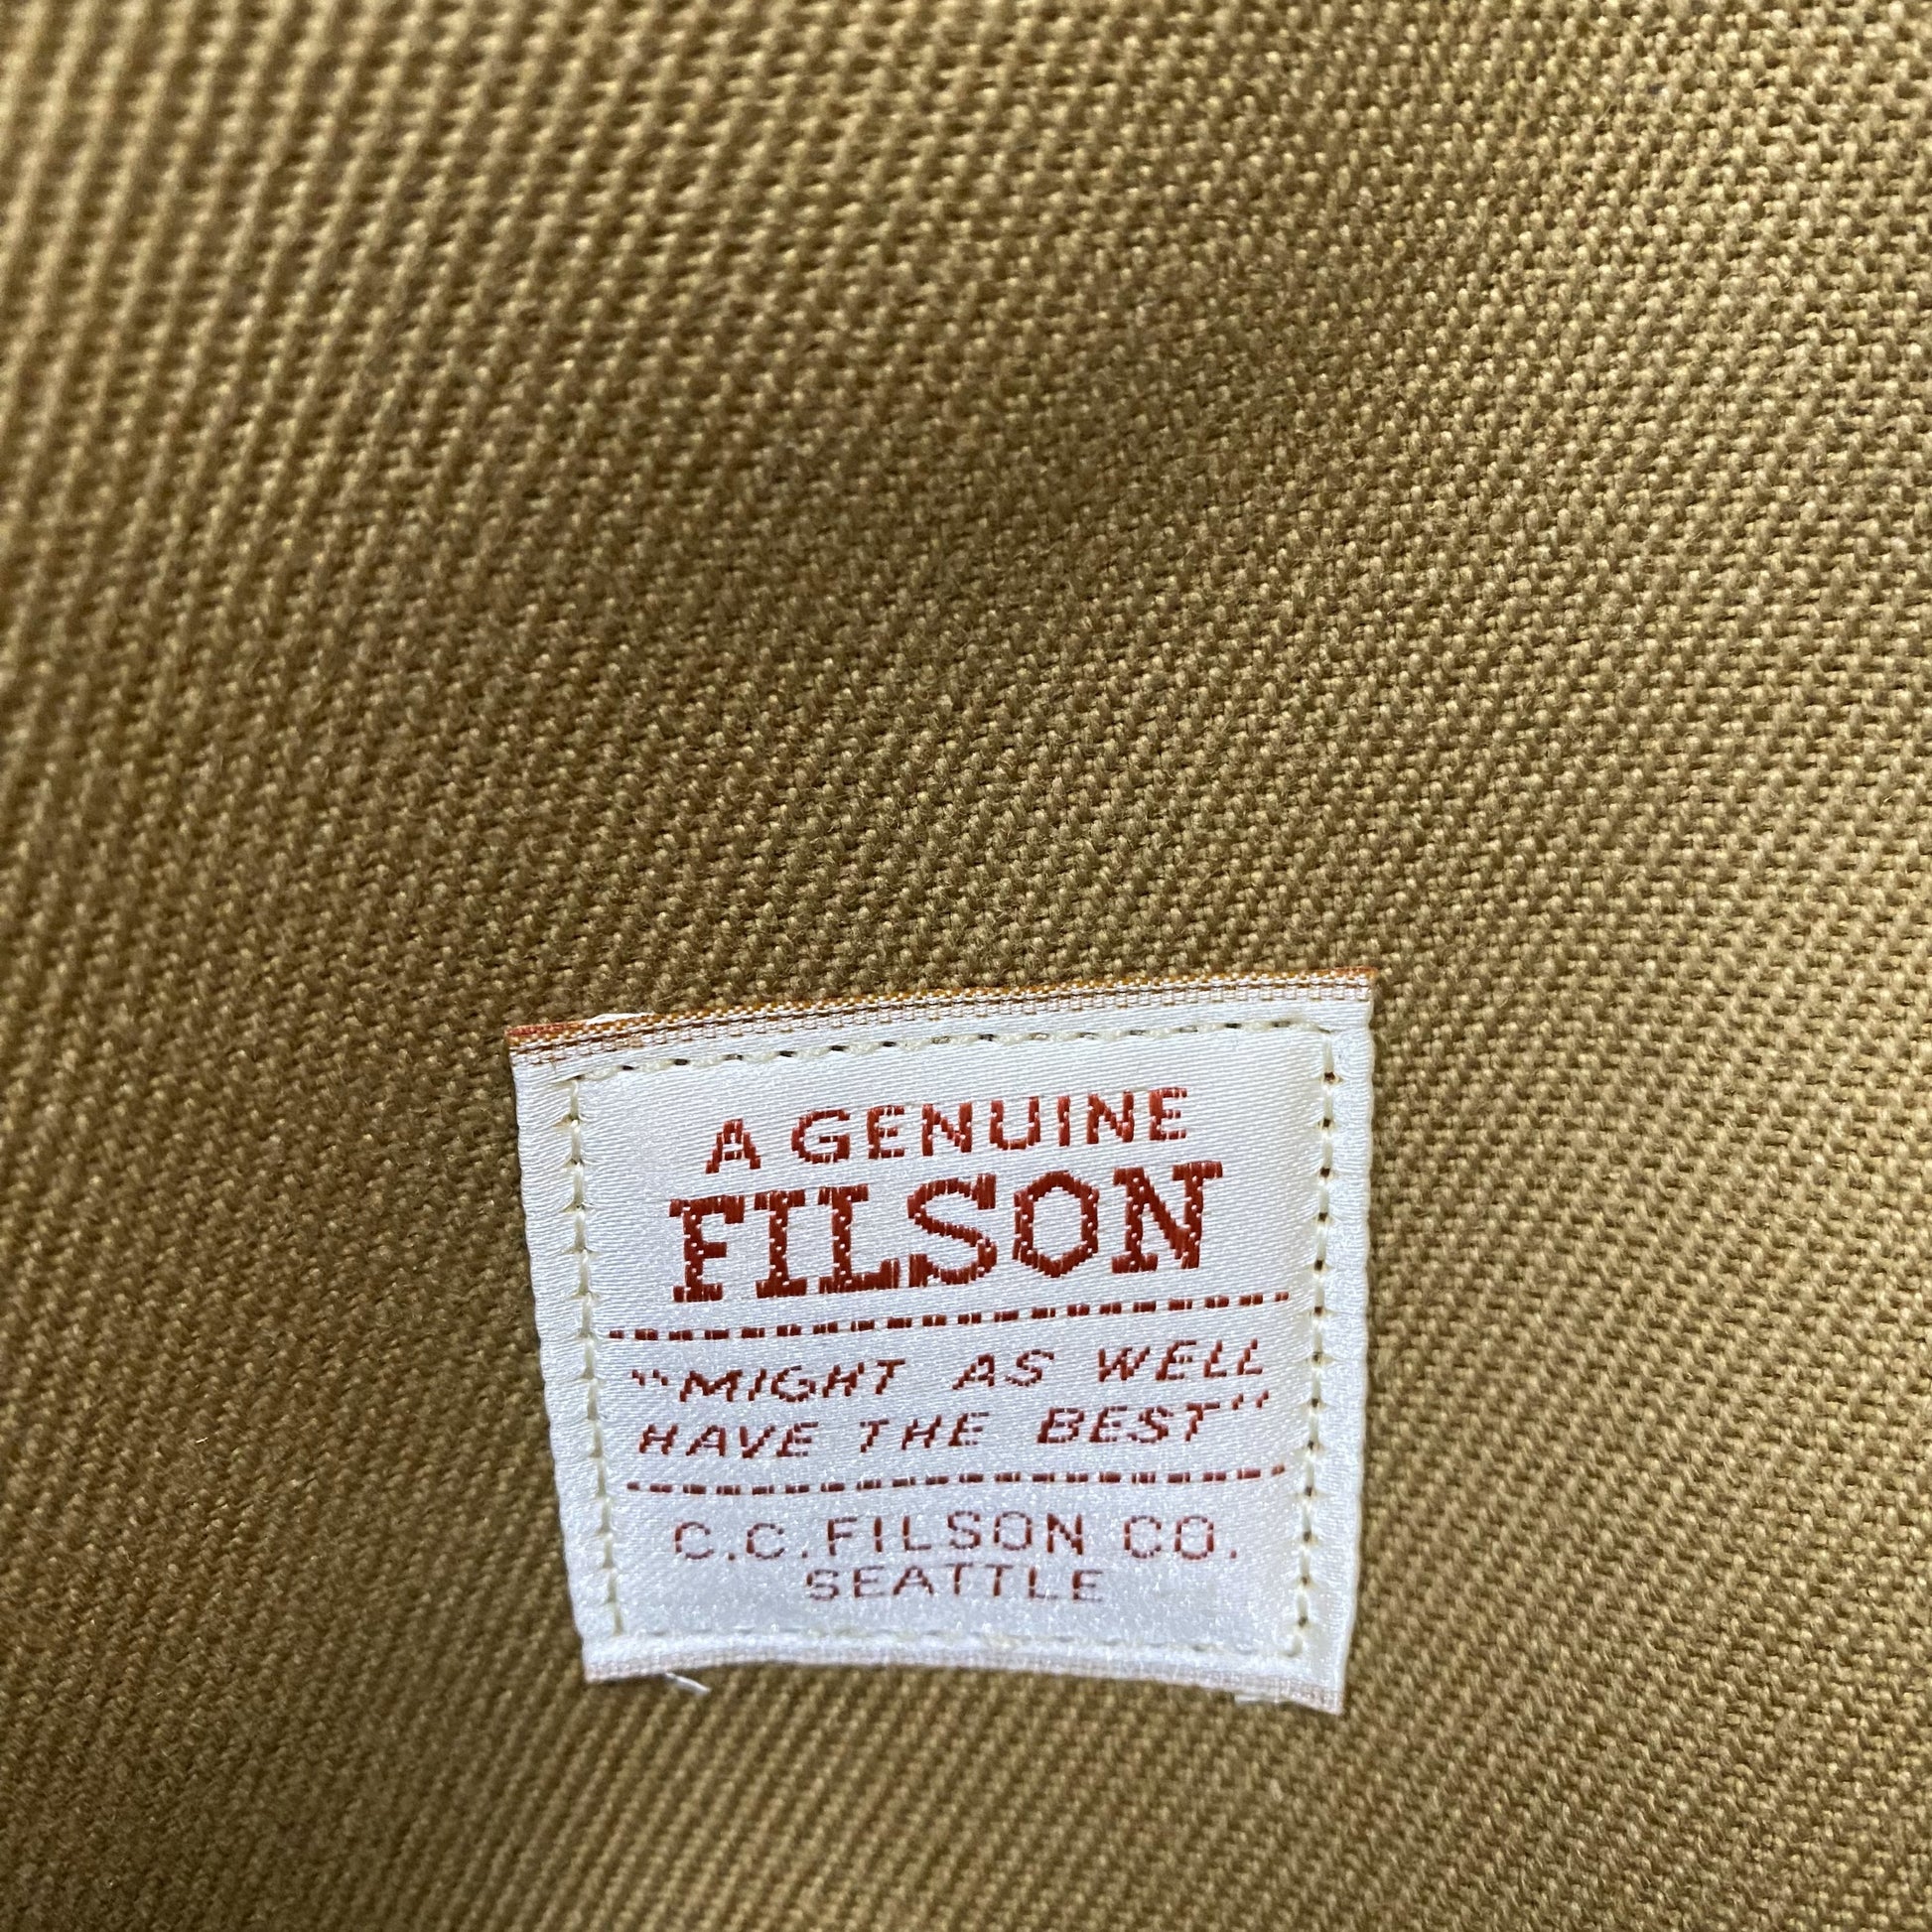 A GENUINE
FILSON
"MIGHT AS WELL
HAVE THE BEST"
C.C. FILSON CO.
SEATTLE